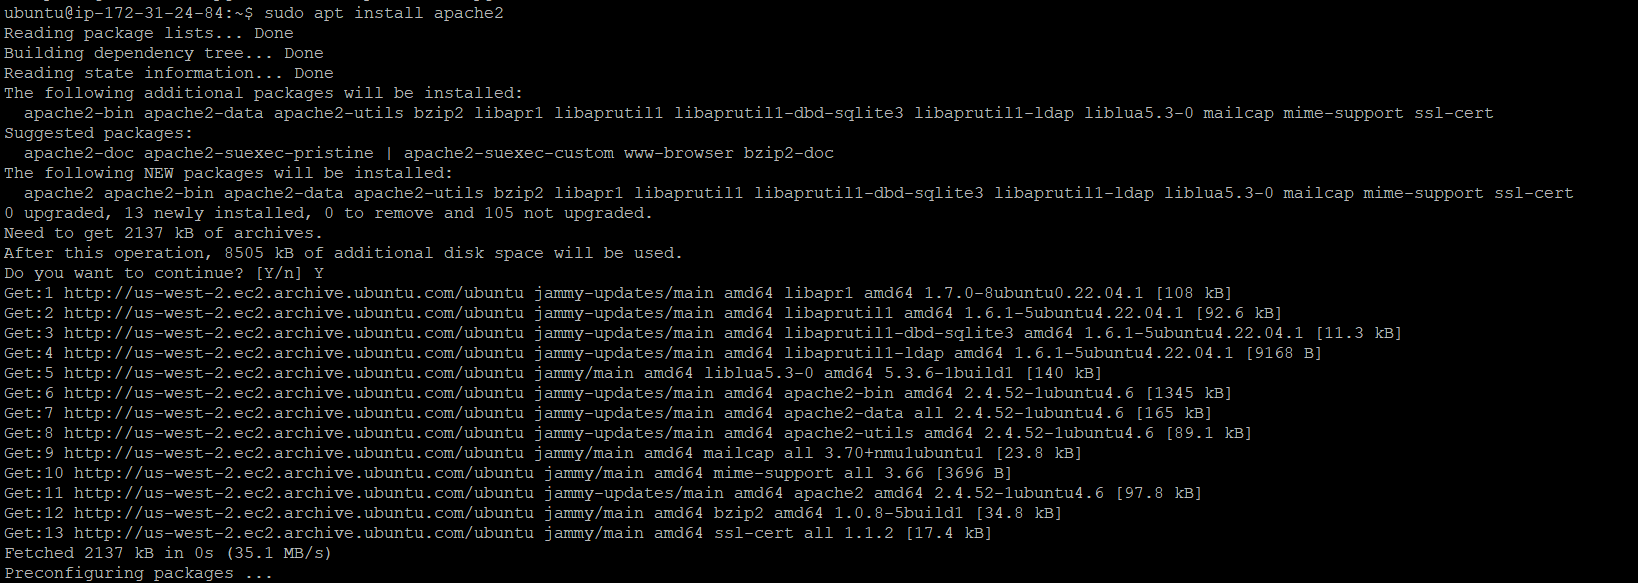 ubuntu@ip-172-31-24-84:~$ sudo apt install apache2
Reading package lists... Done
Building dependency tree... Done
Reading state information... Done
The following additional packages will be installed:
  apache2-bin apache2-data apache2-utils bzip2 libapr1 libaprutil1 libaprutil1-dbd-sqlite3 libaprutil1-ldap liblua5.3-0 mailcap mime-support ssl-cert
Suggested packages:
  apache2-doc apache2-suexec-pristine | apache2-suexec-custom www-browser bzip2-doc
The following NEW packages will be installed:
  apache2 apache2-bin apache2-data apache2-utils bzip2 libapr1 libaprutil1 libaprutil1-dbd-sqlite3 libaprutil1-ldap liblua5.3-0 mailcap mime-support ssl-cert
0 upgraded, 13 newly installed, 0 to remove and 105 not upgraded.
Need to get 2137 kB of archives.
After this operation, 8505 kB of additional disk space will be used.
Do you want to continue? [Y/n] Y
Get:1 http://us-west-2.ec2.archive.ubuntu.com/ubuntu jammy-updates/main amd64 libapr1 amd64 1.7.0-8ubuntu0.22.04.1 [108 kB]
Get:2 http://us-west-2.ec2.archive.ubuntu.com/ubuntu jammy-updates/main amd64 libaprutil1 amd64 1.6.1-5ubuntu4.22.04.1 [92.6 kB]
Get:3 http://us-west-2.ec2.archive.ubuntu.com/ubuntu jammy-updates/main amd64 libaprutil1-dbd-sqlite3 amd64 1.6.1-5ubuntu4.22.04.1 [11.3 kB]
Get:4 http://us-west-2.ec2.archive.ubuntu.com/ubuntu jammy-updates/main amd64 libaprutil1-ldap amd64 1.6.1-5ubuntu4.22.04.1 [9168 B]
Get:5 http://us-west-2.ec2.archive.ubuntu.com/ubuntu jammy/main amd64 liblua5.3-0 amd64 5.3.6-1build1 [140 kB]
Get:6 http://us-west-2.ec2.archive.ubuntu.com/ubuntu jammy-updates/main amd64 apache2-bin amd64 2.4.52-1ubuntu4.6 [1345 kB]
Get:7 http://us-west-2.ec2.archive.ubuntu.com/ubuntu jammy-updates/main amd64 apache2-data all 2.4.52-1ubuntu4.6 [165 kB]
Get:8 http://us-west-2.ec2.archive.ubuntu.com/ubuntu jammy-updates/main amd64 apache2-utils amd64 2.4.52-1ubuntu4.6 [89.1 kB]
Get:9 http://us-west-2.ec2.archive.ubuntu.com/ubuntu jammy/main amd64 mailcap all 3.70+nmu1ubuntu1 [23.8 kB]
Get:10 http://us-west-2.ec2.archive.ubuntu.com/ubuntu jammy/main amd64 mime-support all 3.66 [3696 B]
Get:11 http://us-west-2.ec2.archive.ubuntu.com/ubuntu jammy-updates/main amd64 apache2 amd64 2.4.52-1ubuntu4.6 [97.8 kB]
Get:12 http://us-west-2.ec2.archive.ubuntu.com/ubuntu jammy/main amd64 bzip2 amd64 1.0.8-5build1 [34.8 kB]
Get:13 http://us-west-2.ec2.archive.ubuntu.com/ubuntu jammy/main amd64 ssl-cert all 1.1.2 [17.4 kB]
Fetched 2137 kB in 0s (35.1 MB/s)
Preconfiguring packages ...